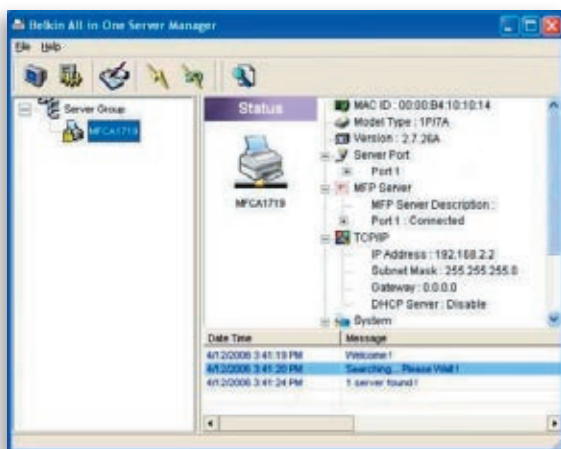 Belkin All in One Server Manager
File Help
Server Group
MFCA1719
Status
MFCA1719
MAC ID : 00:00:B4:10:10:14
Model Type : 1PI7A
Version : 2.7.26A
Server Port
Port 1
MFP Server
MFP Server Description :
Port 1 : Connected
TCP/IP
IP Address : 192.168.2.2
Subnet Mask : 255.255.255.0
Gateway : 0.0.0.0
DHCP Server : Disable
System
Date Time Message
4/12/2006 3:41:19 PM Welcome !
4/12/2006 3:41:20 PM Searching... Please Wait !
4/12/2006 3:41:24 PM 1 server found !